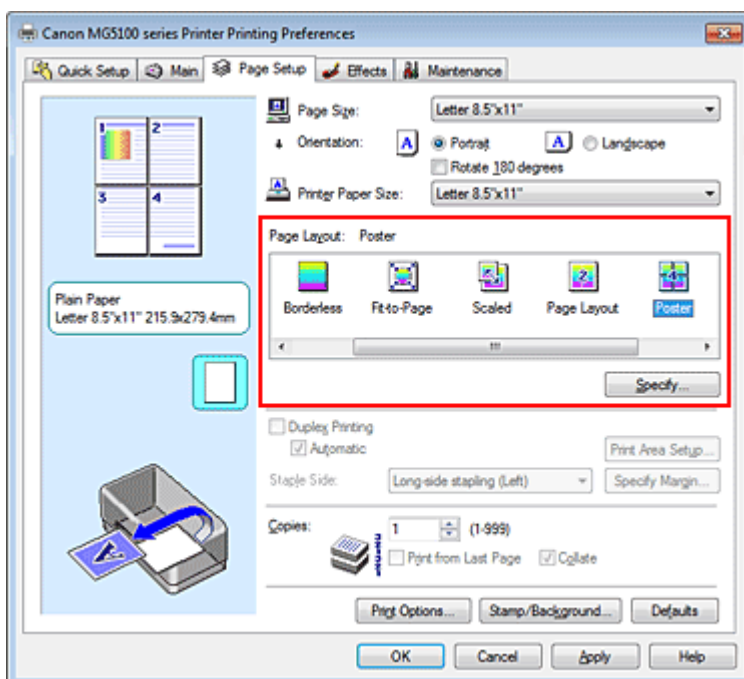 Canon MG5100 series Printer Printing Preferences
Quick Setup Main Page Setup Effects Maintenance
1 2
3 4
Plain Paper
Letter 8.5"x11" 215.9x279.4mm
Page Size: Letter 8.5"x11"
Orientation: A Portrait A Landscape
Rotate 180 degrees
Printer Paper Size: Letter 8.5"x11"
Page Layout: Poster
Borderless Fit-to-Page Scaled Page Layout Poster
Specify...
Duplex Printing
Automatic Print Area Setup...
Staple Side: Long-side stapling (Left) Specify Margin...
Copies: 1 (1-999)
Print from Last Page Collate
Print Options... Stamp/Background... Defaults
OK Cancel Apply Help